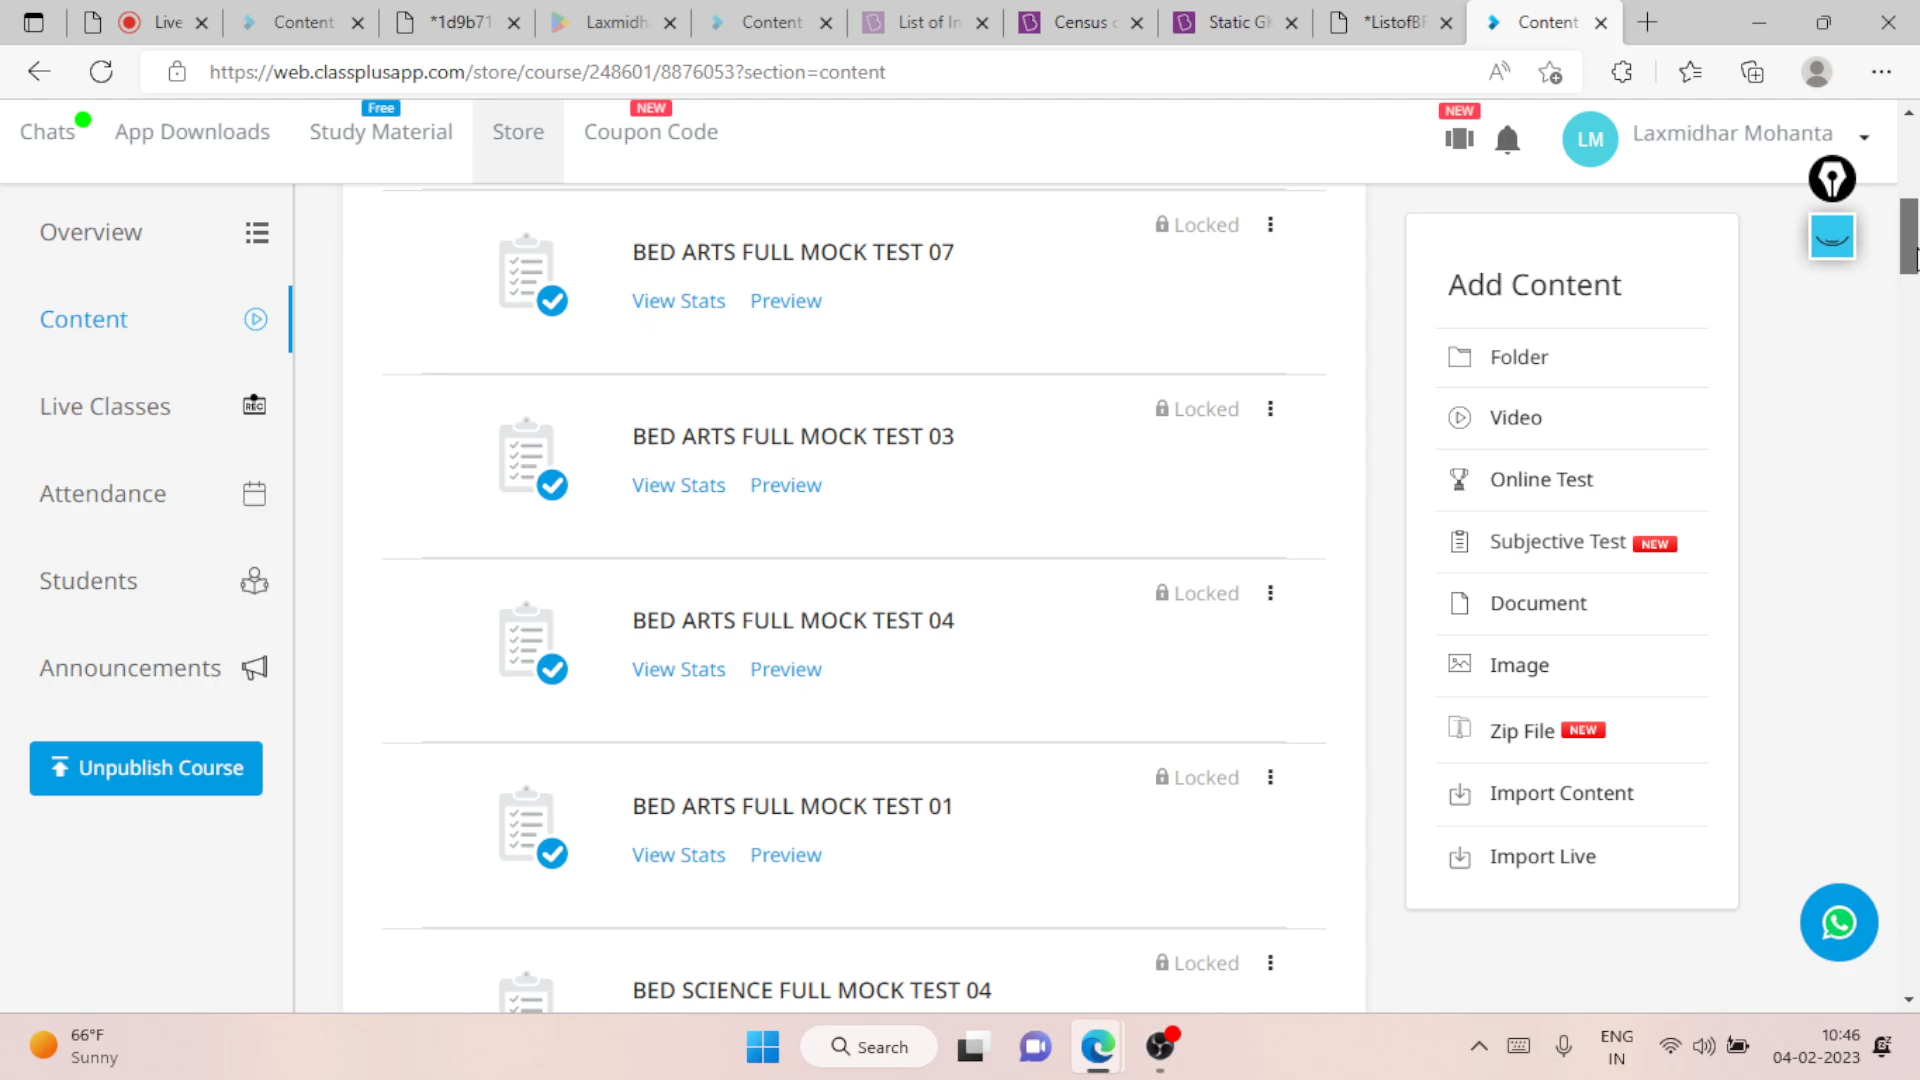 Live
Content
*1d9b71
Laxmidh
Content
List of In
Census c
Static GK
*ListofBF
Content
https://web.classplusapp.com/store/course/248601/8876053?section=content
Chats
App Downloads
Free
Study Material
Store
NEW
Coupon Code
NEW
LM
Laxmidhar Mohanta
Overview
Content
Live Classes
REC
Attendance
Students
Announcements
Unpublish Course
Locked
BED ARTS FULL MOCK TEST 07
View Stats Preview
Locked
BED ARTS FULL MOCK TEST 03
View Stats Preview
Locked
BED ARTS FULL MOCK TEST 04
View Stats Preview
Locked
BED ARTS FULL MOCK TEST 01
View Stats Preview
Locked
BED SCIENCE FULL MOCK TEST 04
Add Content
Folder
Video
Online Test
Subjective Test NEW
Document
Image
Zip File NEW
Import Content
Import Live
66°F
Sunny
Search
ENG
IN
10:46
04-02-2023